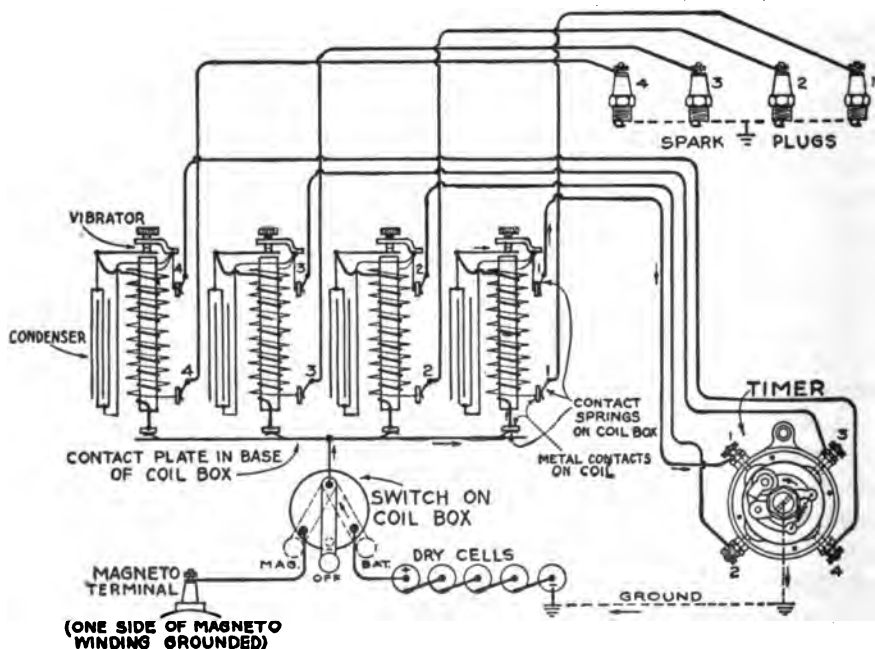 4
3
2
1
SPARK PLUGS
VIBRATOR
4
3
2
1
CONDENSER
4
3
2
1
CONTACT
SPRINGS
ON COIL BOX
METAL CONTACTS
ON COIL
TIMER
1
3
2
4
CONTACT PLATE IN BASE
OF COIL BOX
SWITCH ON
COIL BOX
MAG.
OFF
BAT.
DRY CELLS
+
-
MAGNETO
TERMINAL
GROUND
(ONE SIDE OF MAGNETO
WINDING GROUNDED)